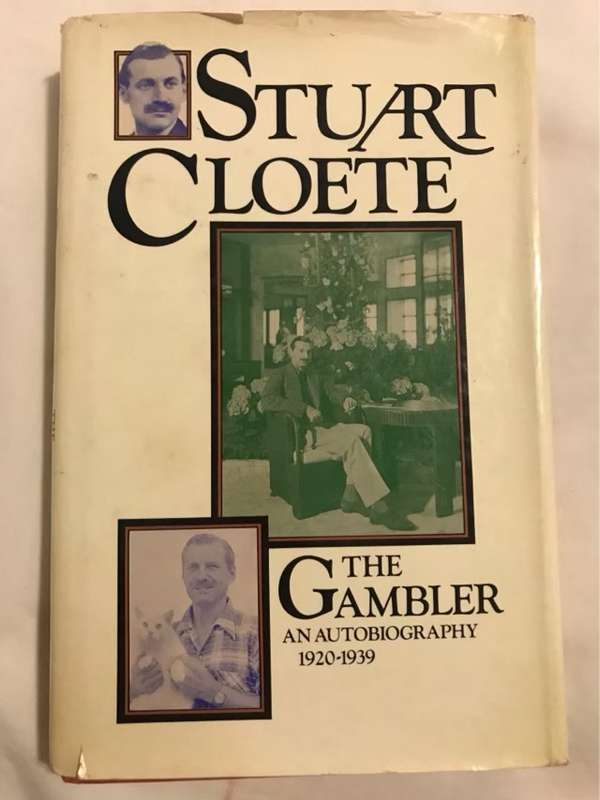 STUART
CLOETE
THE
GAMBLER
AN AUTOBIOGRAPHY
1920-1939